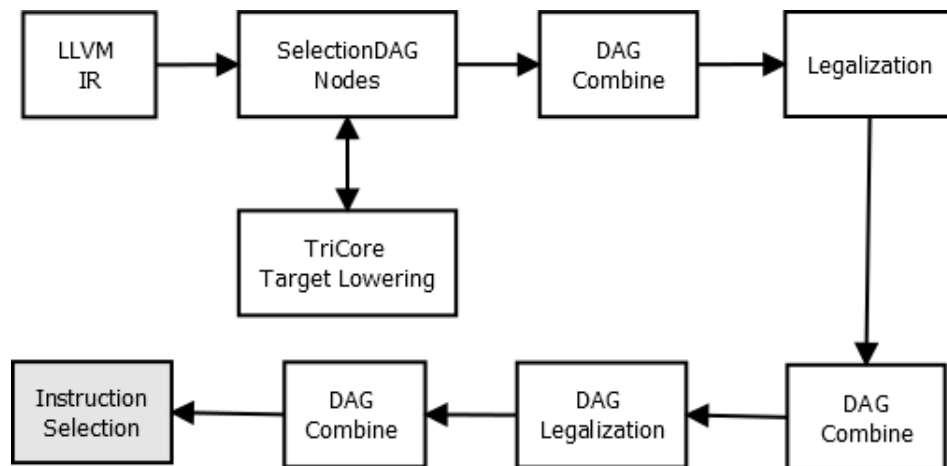 LLVM
IR
SelectionDAG
Nodes
DAG
Combine
Legalization
TriCore
Target Lowering
Instruction
Selection
DAG
Combine
DAG
Legalization
DAG
Combine